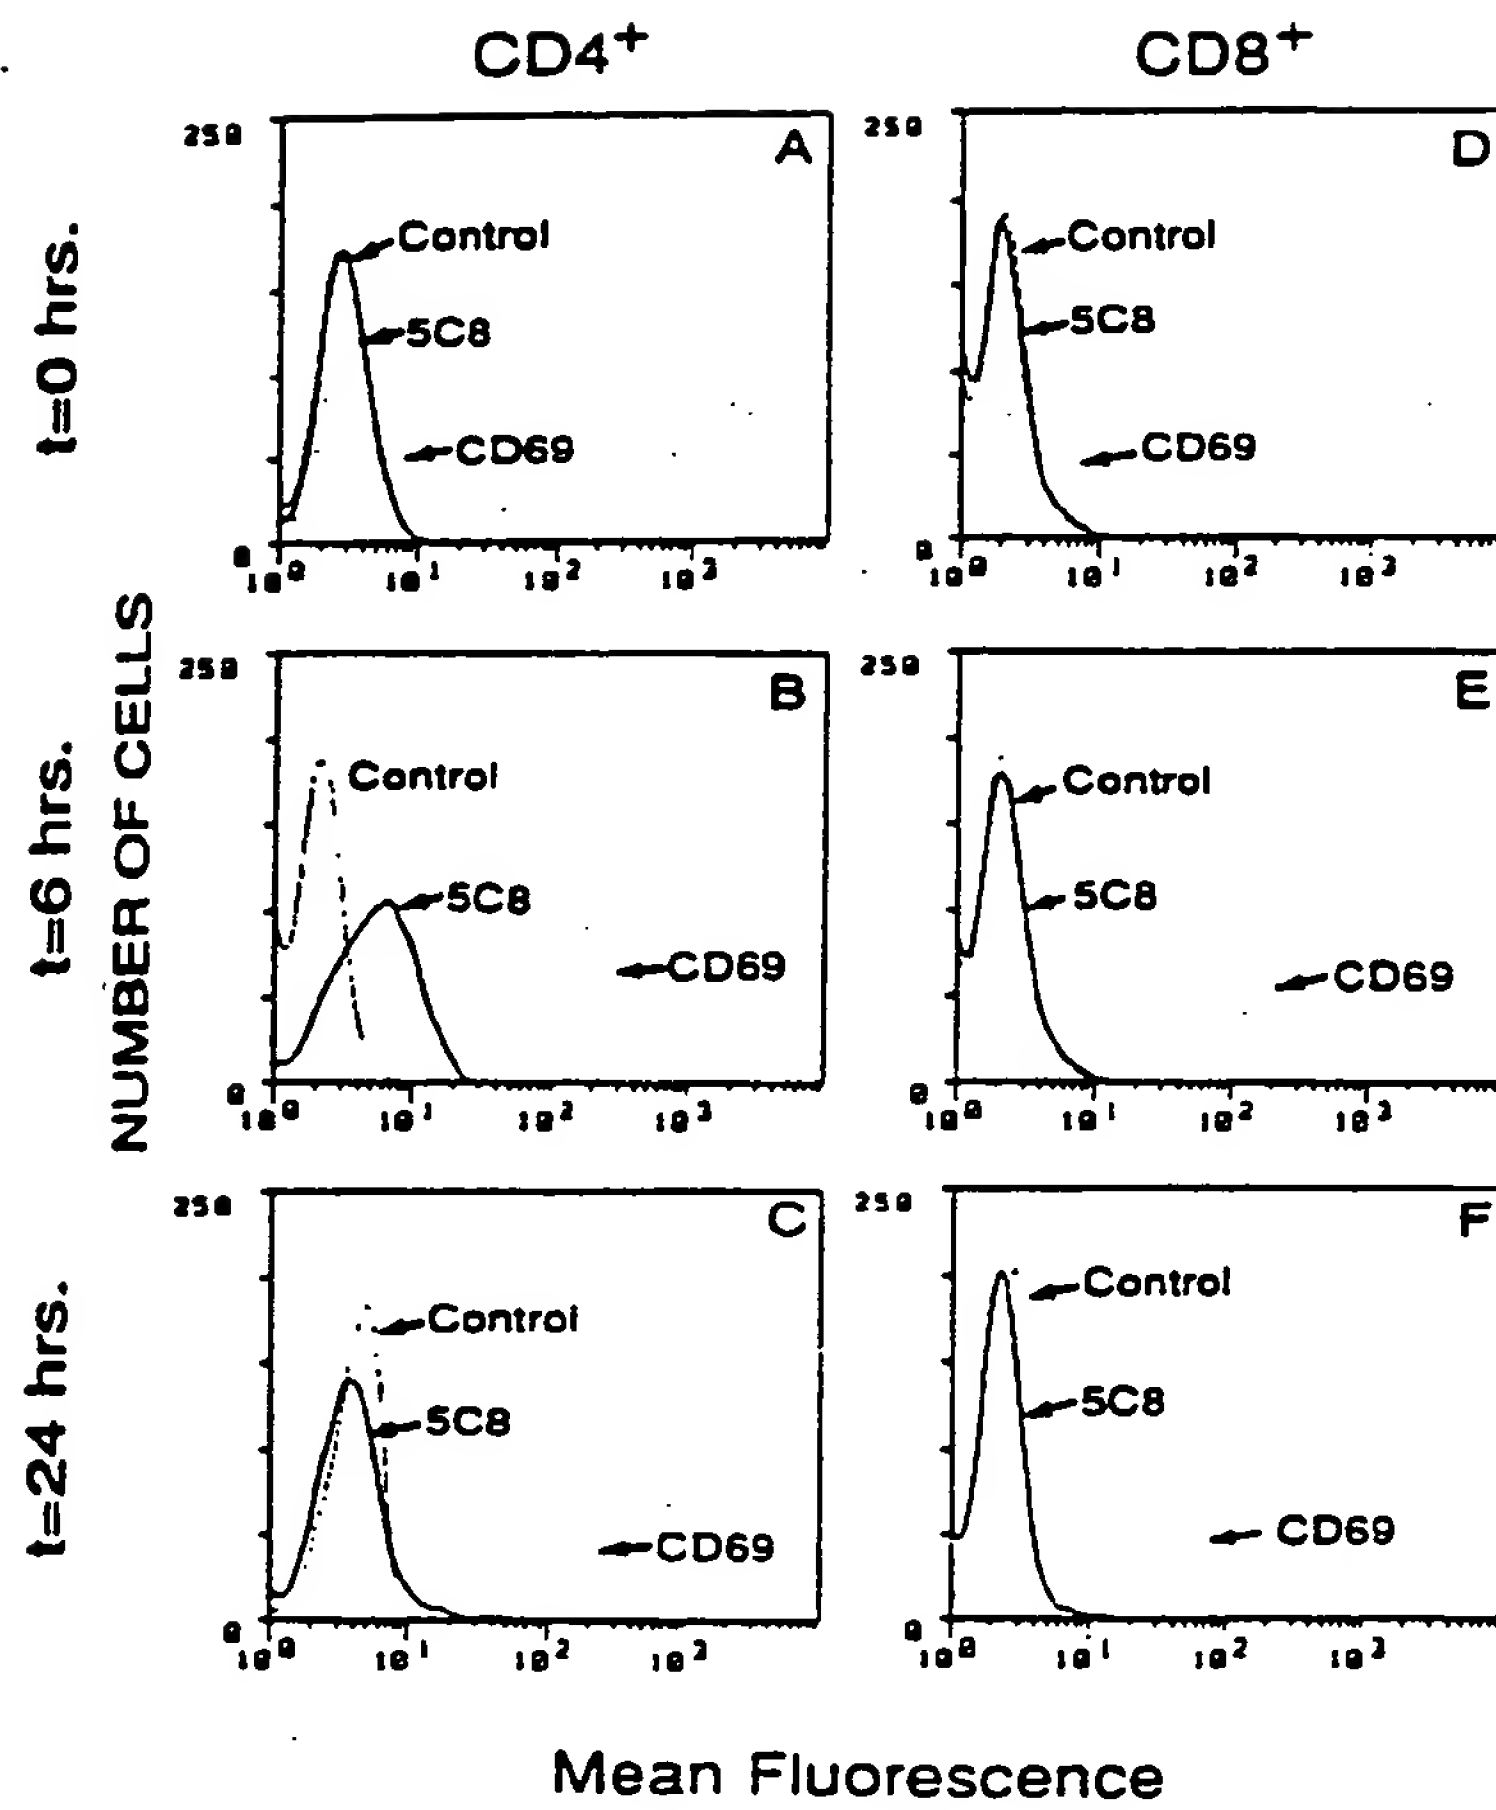 CD4+ CD8+
t=0 hrs.
250
A
Control
5C8
CD69
0
10^0 10^1 10^2 10^3
250
D
Control
5C8
CD69
0
10^0 10^1 10^2 10^3
NUMBER OF CELLS
t=6 hrs.
250
B
Control
5C8
CD69
0
10^0 10^1 10^2 10^3
250
E
Control
5C8
CD69
0
10^0 10^1 10^2 10^3
t=24 hrs.
250
C
Control
5C8
CD69
0
10^0 10^1 10^2 10^3
250
F
Control
5C8
CD69
0
10^0 10^1 10^2 10^3
Mean Fluorescence